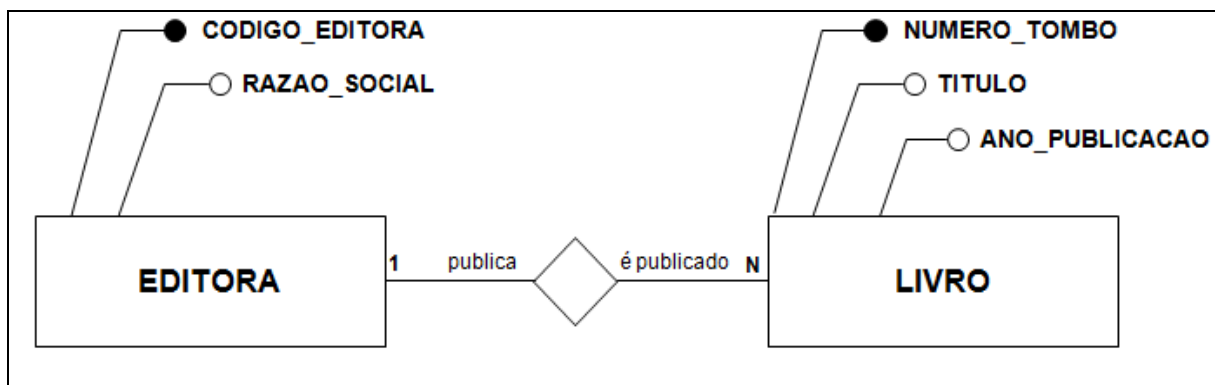 CODIGO_EDITORA
RAZAO_SOCIAL
NUMERO_TOMBO
TITULO
ANO_PUBLICACAO
EDITORA
1 publica
é publicado N
LIVRO